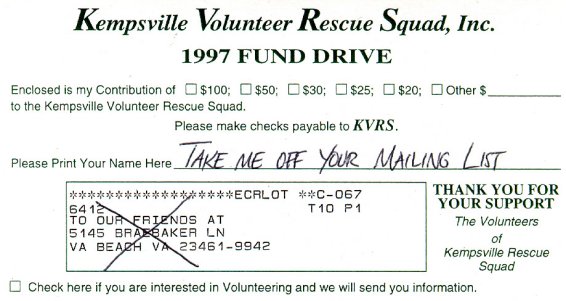 Kempsville Volunteer Rescue Squad, Inc.
1997 FUND DRIVE
Enclosed is my Contribution of ☐ $100; ☐ $50; ☐ $30; ☐ $25; ☐ $20; ☐ Other $__________
to the Kempsville Volunteer Rescue Squad.
Please make checks payable to KVRS.
Please Print Your Name Here TAKE ME OFF YOUR MAILING LIST
******************ECRLOT **C-067
6412 T10 P1
TO OUR FRIENDS AT
5145 BRAEBAKER LN
VA BEACH VA 23461-9942
THANK YOU FOR
YOUR SUPPORT
The Volunteers
of
Kempsville Rescue
Squad
☐ Check here if you are interested in Volunteering and we will send you information.